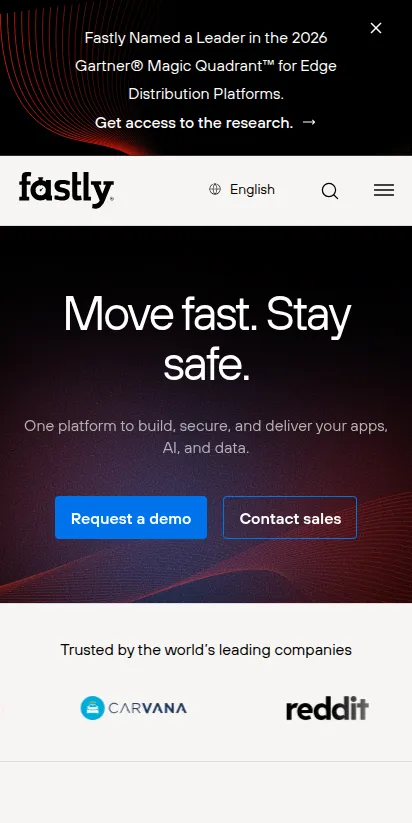 Fastly Named a Leader in the 2026
Gartner® Magic Quadrant™ for Edge
Distribution Platforms.
Get access to the research. →
fastly
English
Move fast. Stay
safe.
One platform to build, secure, and deliver your apps,
AI, and data.
Request a demo
Contact sales
Trusted by the world’s leading companies
CARVANA
reddit